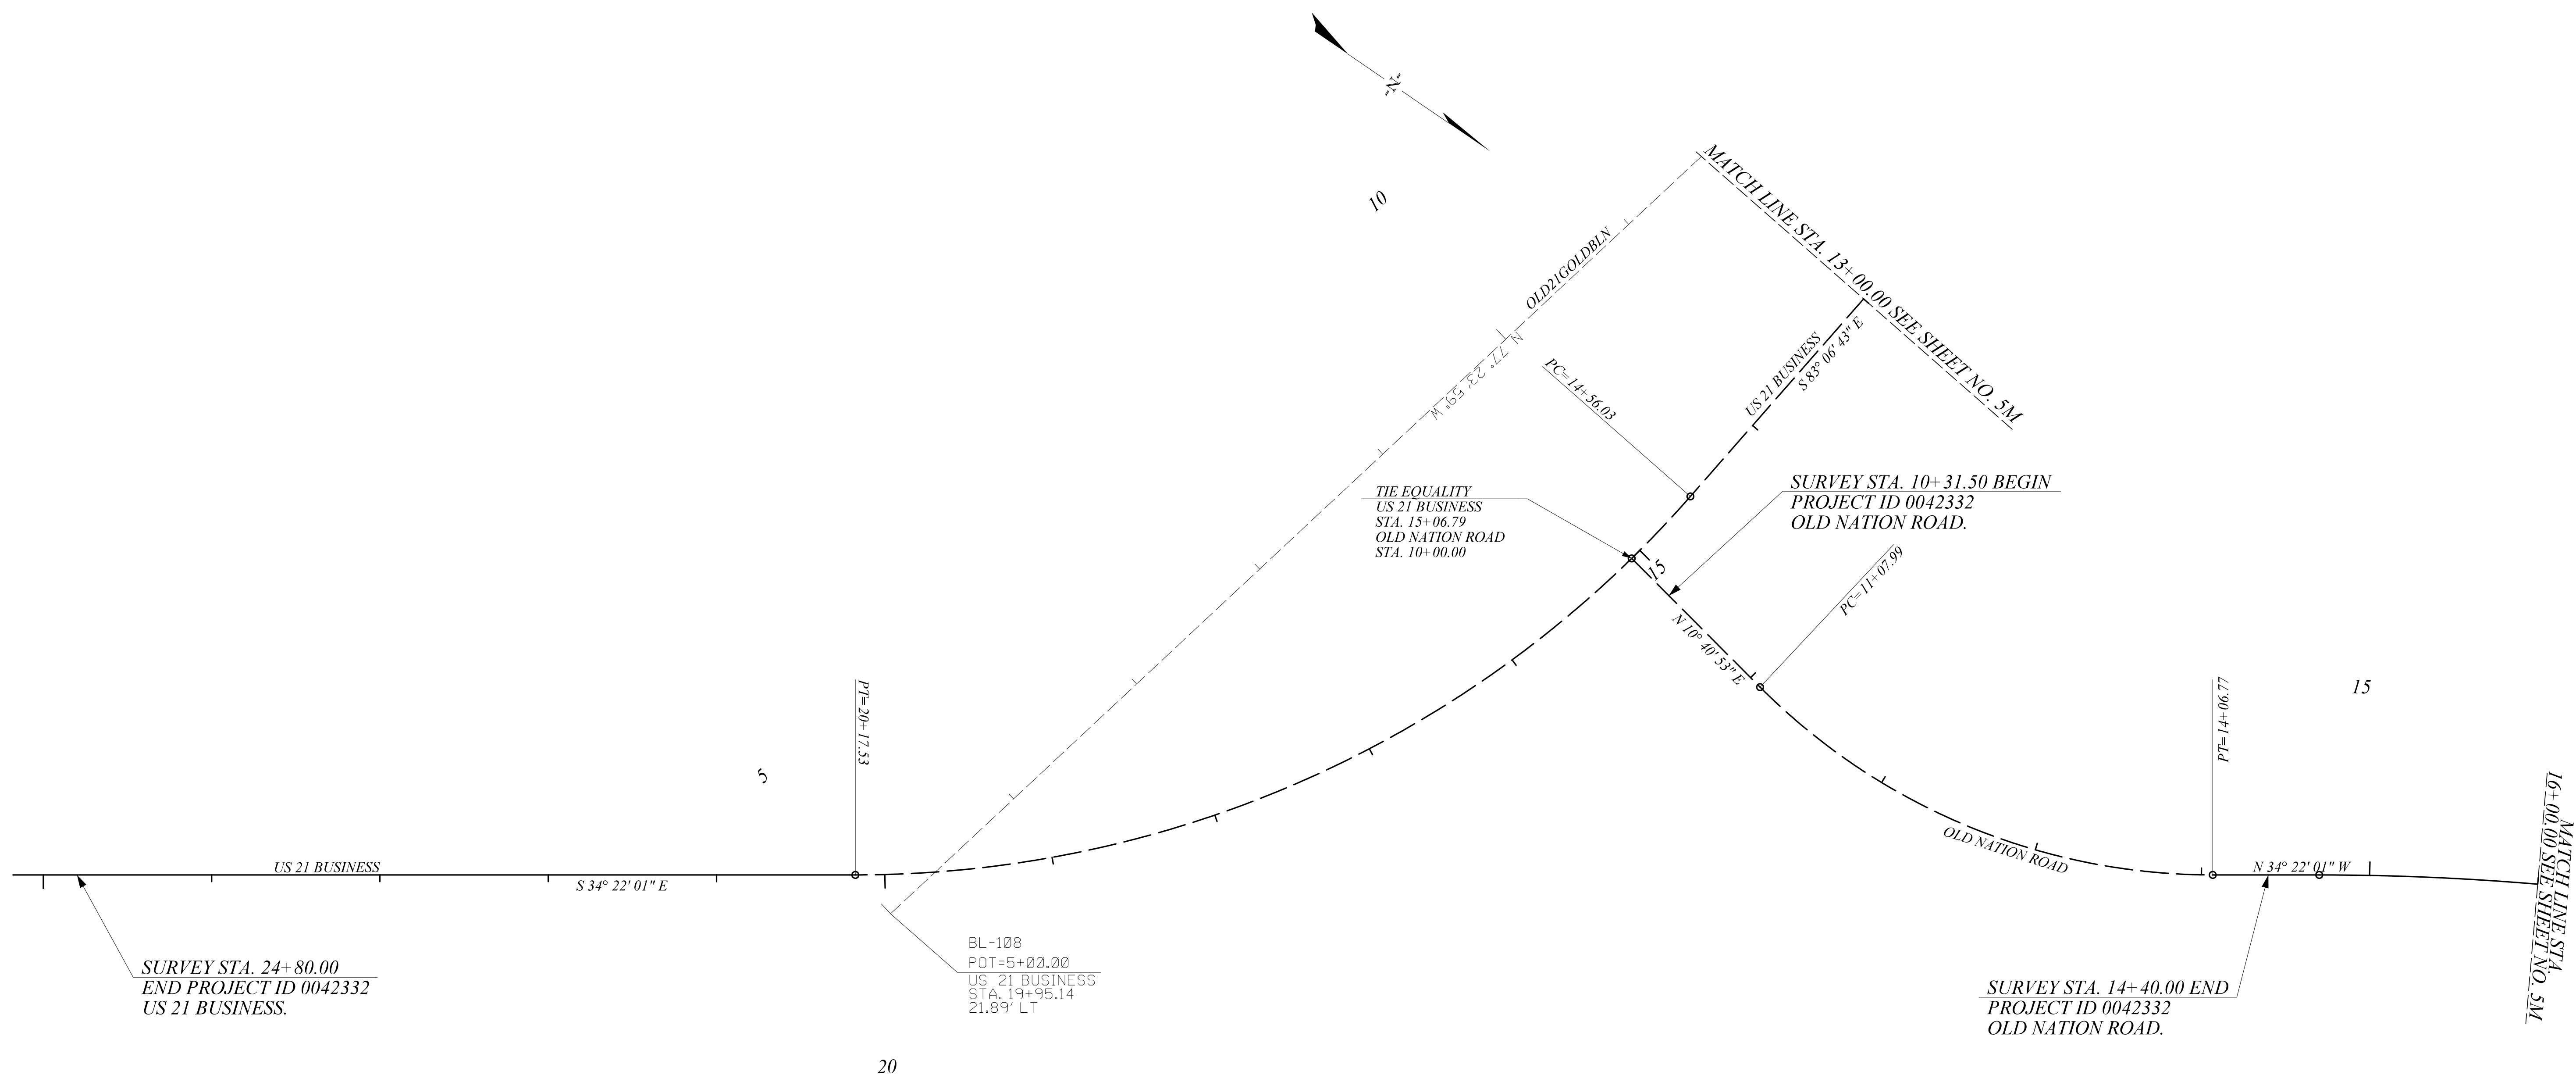 -N-
10
MATCH LINE STA. 13+00.00 SEE SHEET NO. 5M
OLD21GOLDBLN
N 77° 23' 59" W
US 21 BUSINESS
S 83° 06' 43" E
PC=14+56.03
TIE EQUALITY
US 21 BUSINESS
STA. 15+06.79
OLD NATION ROAD
STA. 10+00.00
15
SURVEY STA. 10+31.50 BEGIN
PROJECT ID 0042332
OLD NATION ROAD.
PC=11+07.99
N 10° 40' 53" E
5
PT=20+17.53
PT=14+06.77
15
US 21 BUSINESS
S 34° 22' 01" E
OLD NATION ROAD
N 34° 22' 01" W
MATCH LINE STA.
16+00.00 SEE SHEET NO. 5M
SURVEY STA. 24+80.00
END PROJECT ID 0042332
US 21 BUSINESS.
BL-108
POT=5+00.00
US 21 BUSINESS
STA. 19+95.14
21.89' LT
SURVEY STA. 14+40.00 END
PROJECT ID 0042332
OLD NATION ROAD.
20